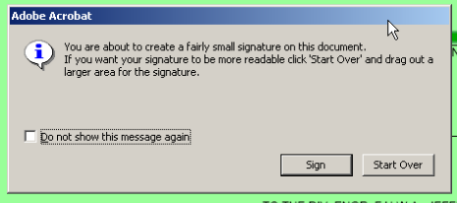 Adobe Acrobat
You are about to create a fairly small signature on this document.
If you want your signature to be more readable click 'Start Over' and drag out a
larger area for the signature.
Do not show this message again
Sign
Start Over